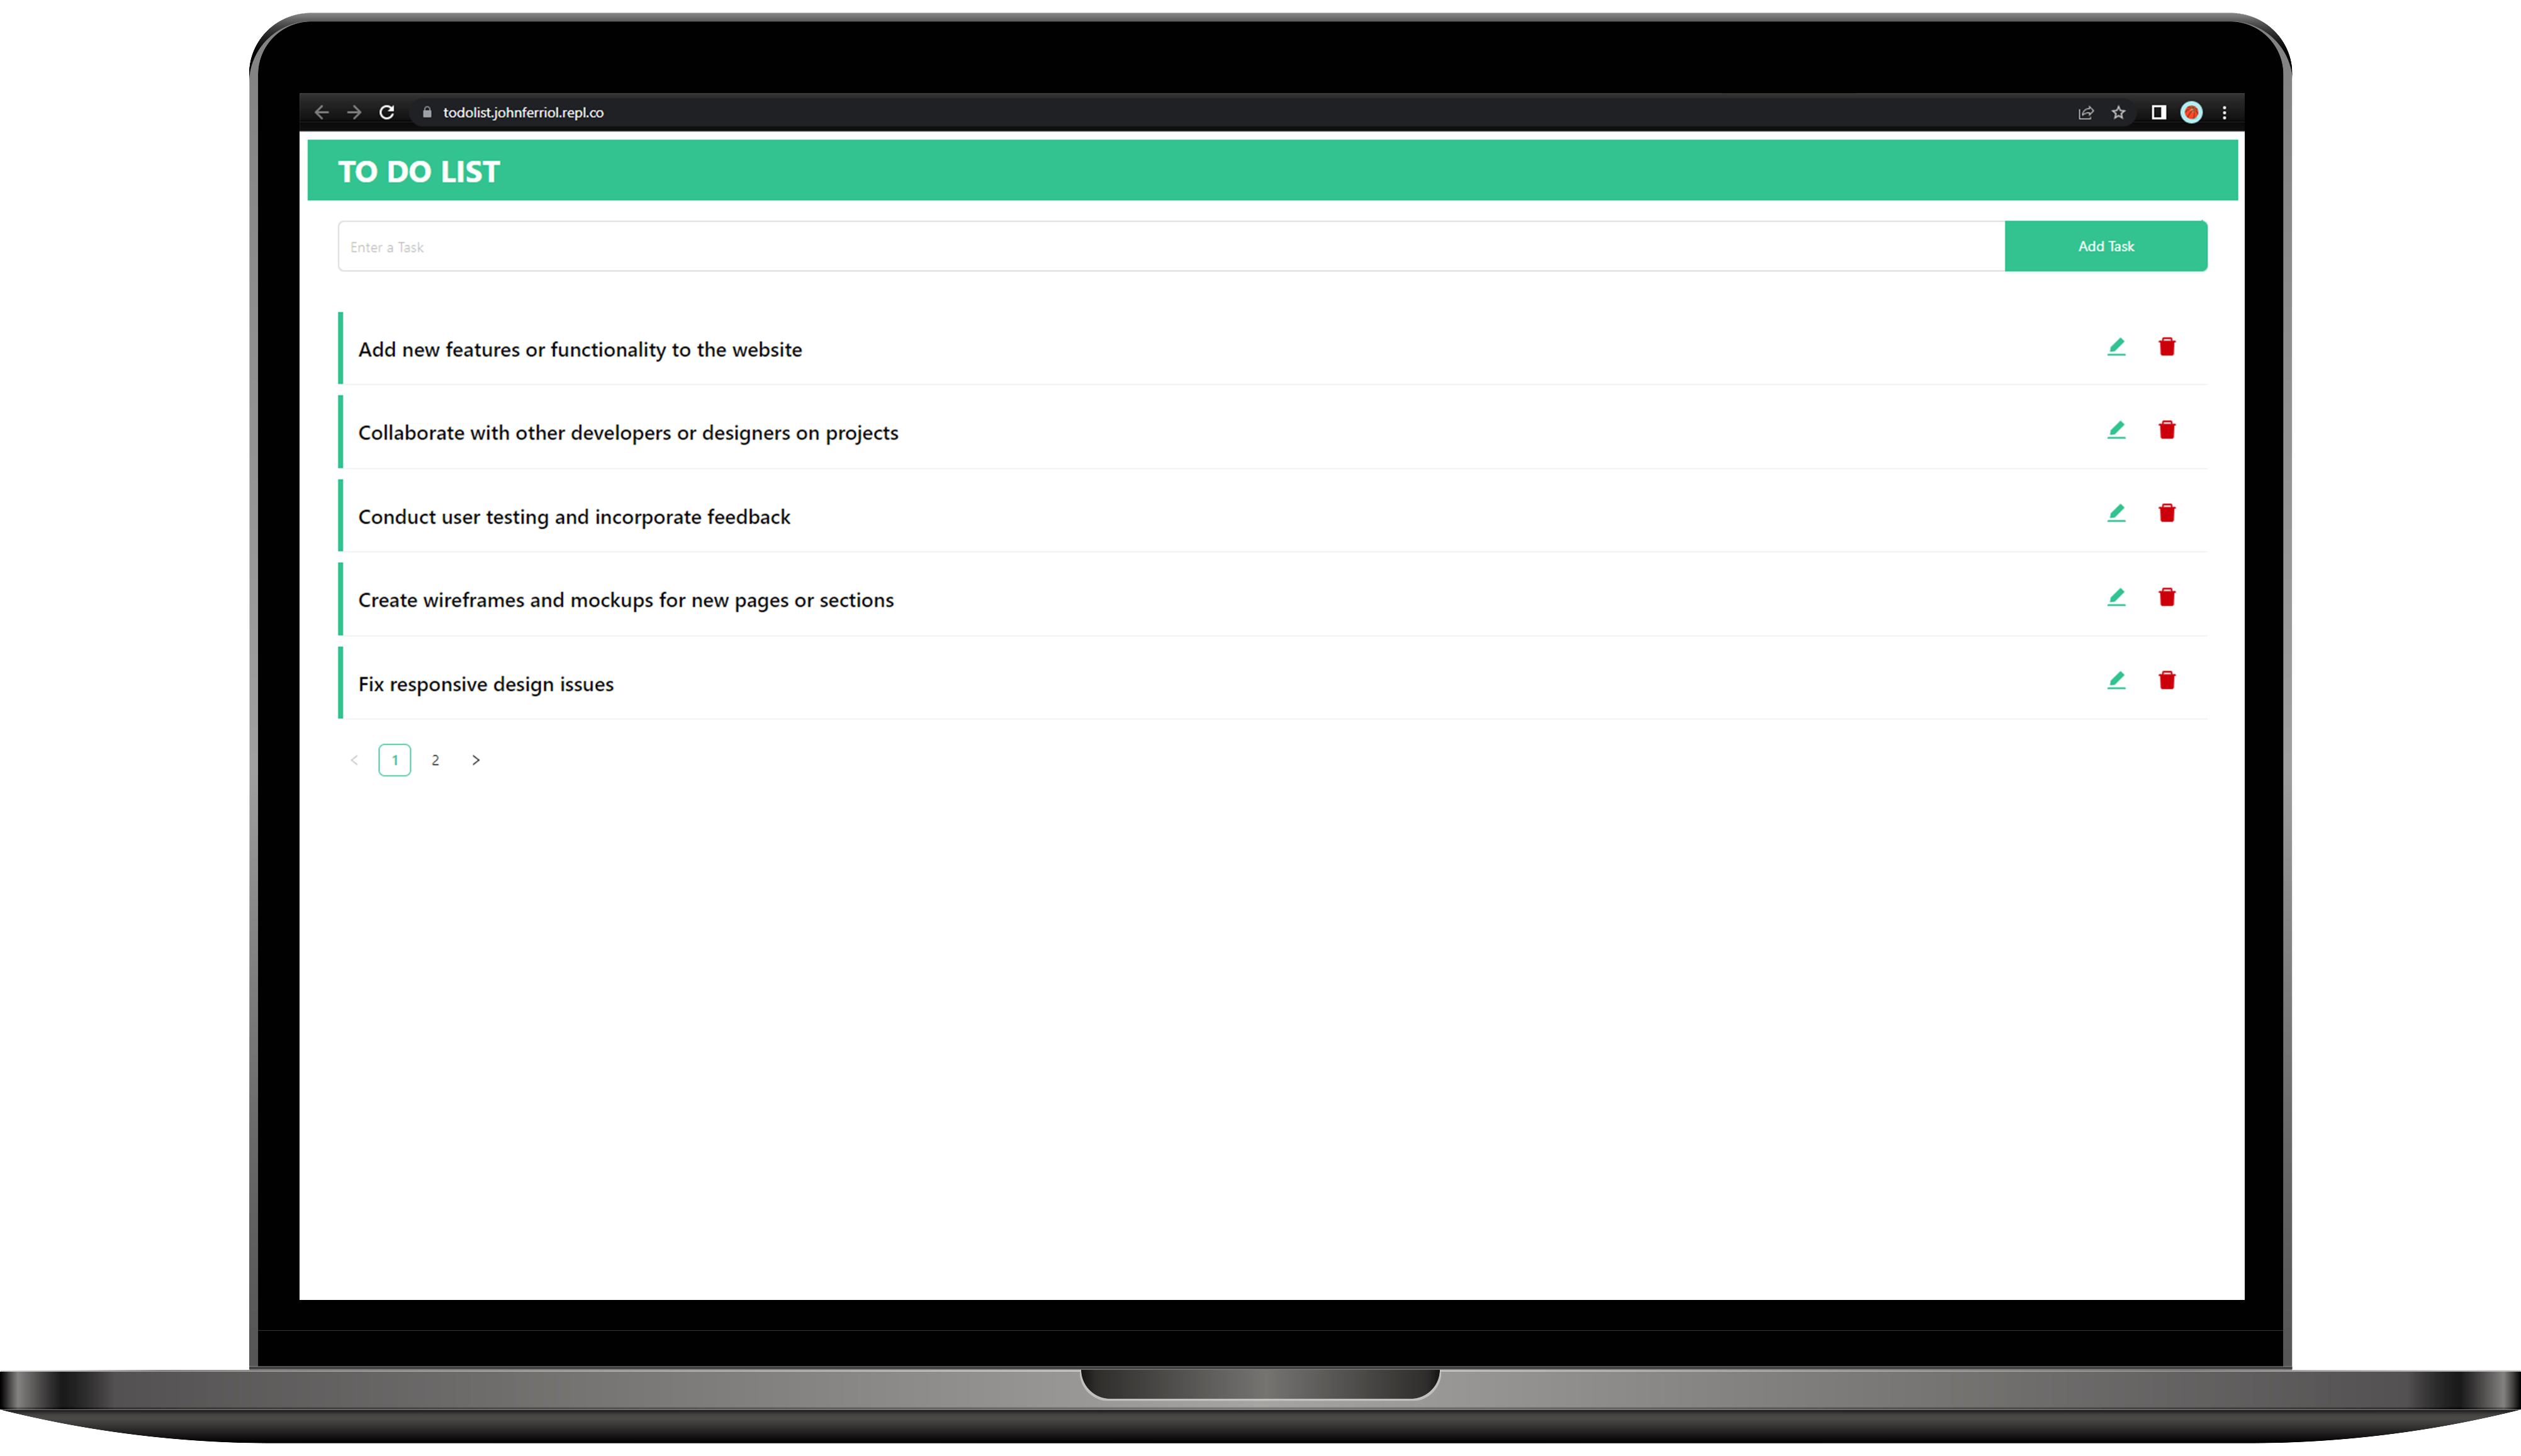 todolist.johnferriol.repl.co
TO DO LIST
Enter a Task
Add Task
Add new features or functionality to the website
Collaborate with other developers or designers on projects
Conduct user testing and incorporate feedback
Create wireframes and mockups for new pages or sections
Fix responsive design issues
< 1 2 >